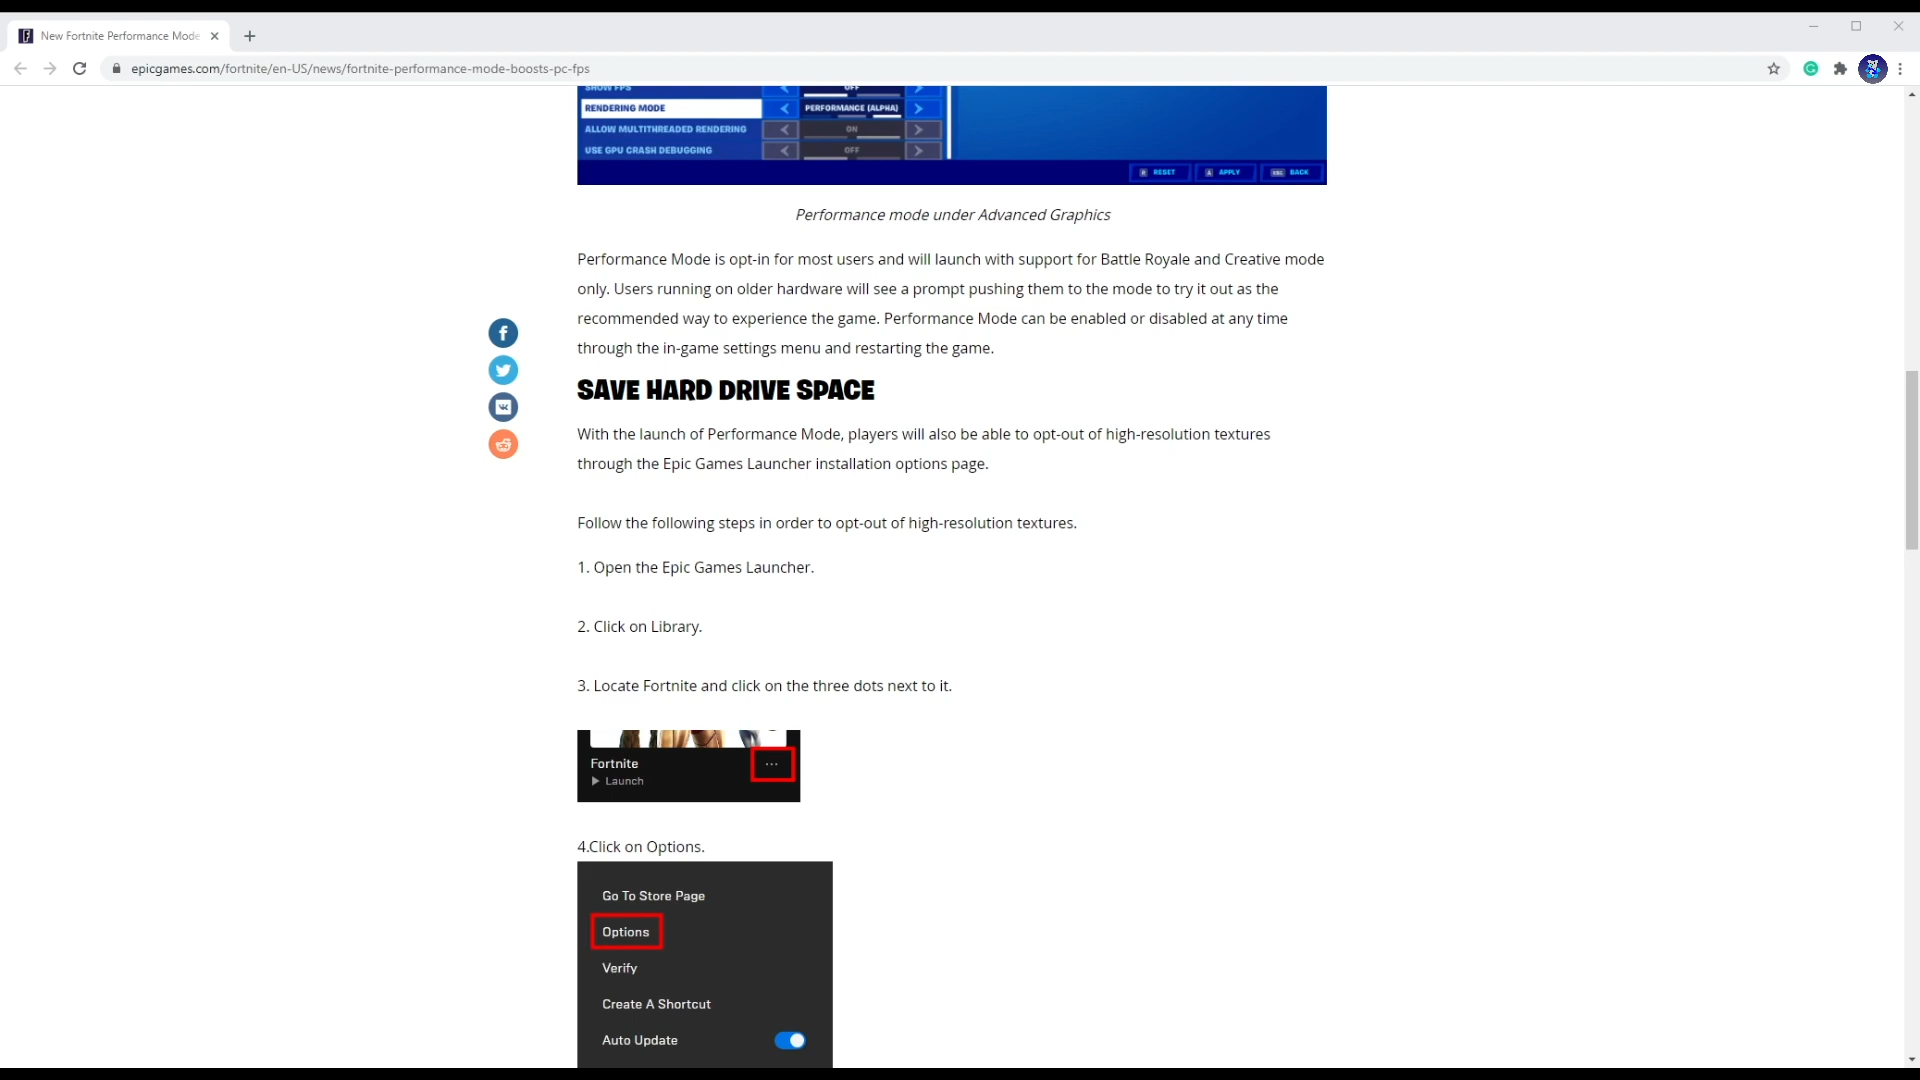 New Fortnite Performance Mode
epicgames.com/fortnite/en-US/news/fortnite-performance-mode-boosts-pc-fps
SHOW FPS OFF
RENDERING MODE PERFORMANCE (ALPHA)
ALLOW MULTITHREADED RENDERING ON
USE GPU CRASH DEBUGGING OFF
R RESET A APPLY ESC BACK
Performance mode under Advanced Graphics
Performance Mode is opt-in for most users and will launch with support for Battle Royale and Creative mode
only. Users running on older hardware will see a prompt pushing them to the mode to try it out as the
recommended way to experience the game. Performance Mode can be enabled or disabled at any time
through the in-game settings menu and restarting the game.
SAVE HARD DRIVE SPACE
With the launch of Performance Mode, players will also be able to opt-out of high-resolution textures
through the Epic Games Launcher installation options page.
Follow the following steps in order to opt-out of high-resolution textures.
1. Open the Epic Games Launcher.
2. Click on Library.
3. Locate Fortnite and click on the three dots next to it.
Fortnite ...
Launch
4.Click on Options.
Go To Store Page
Options
Verify
Create A Shortcut
Auto Update